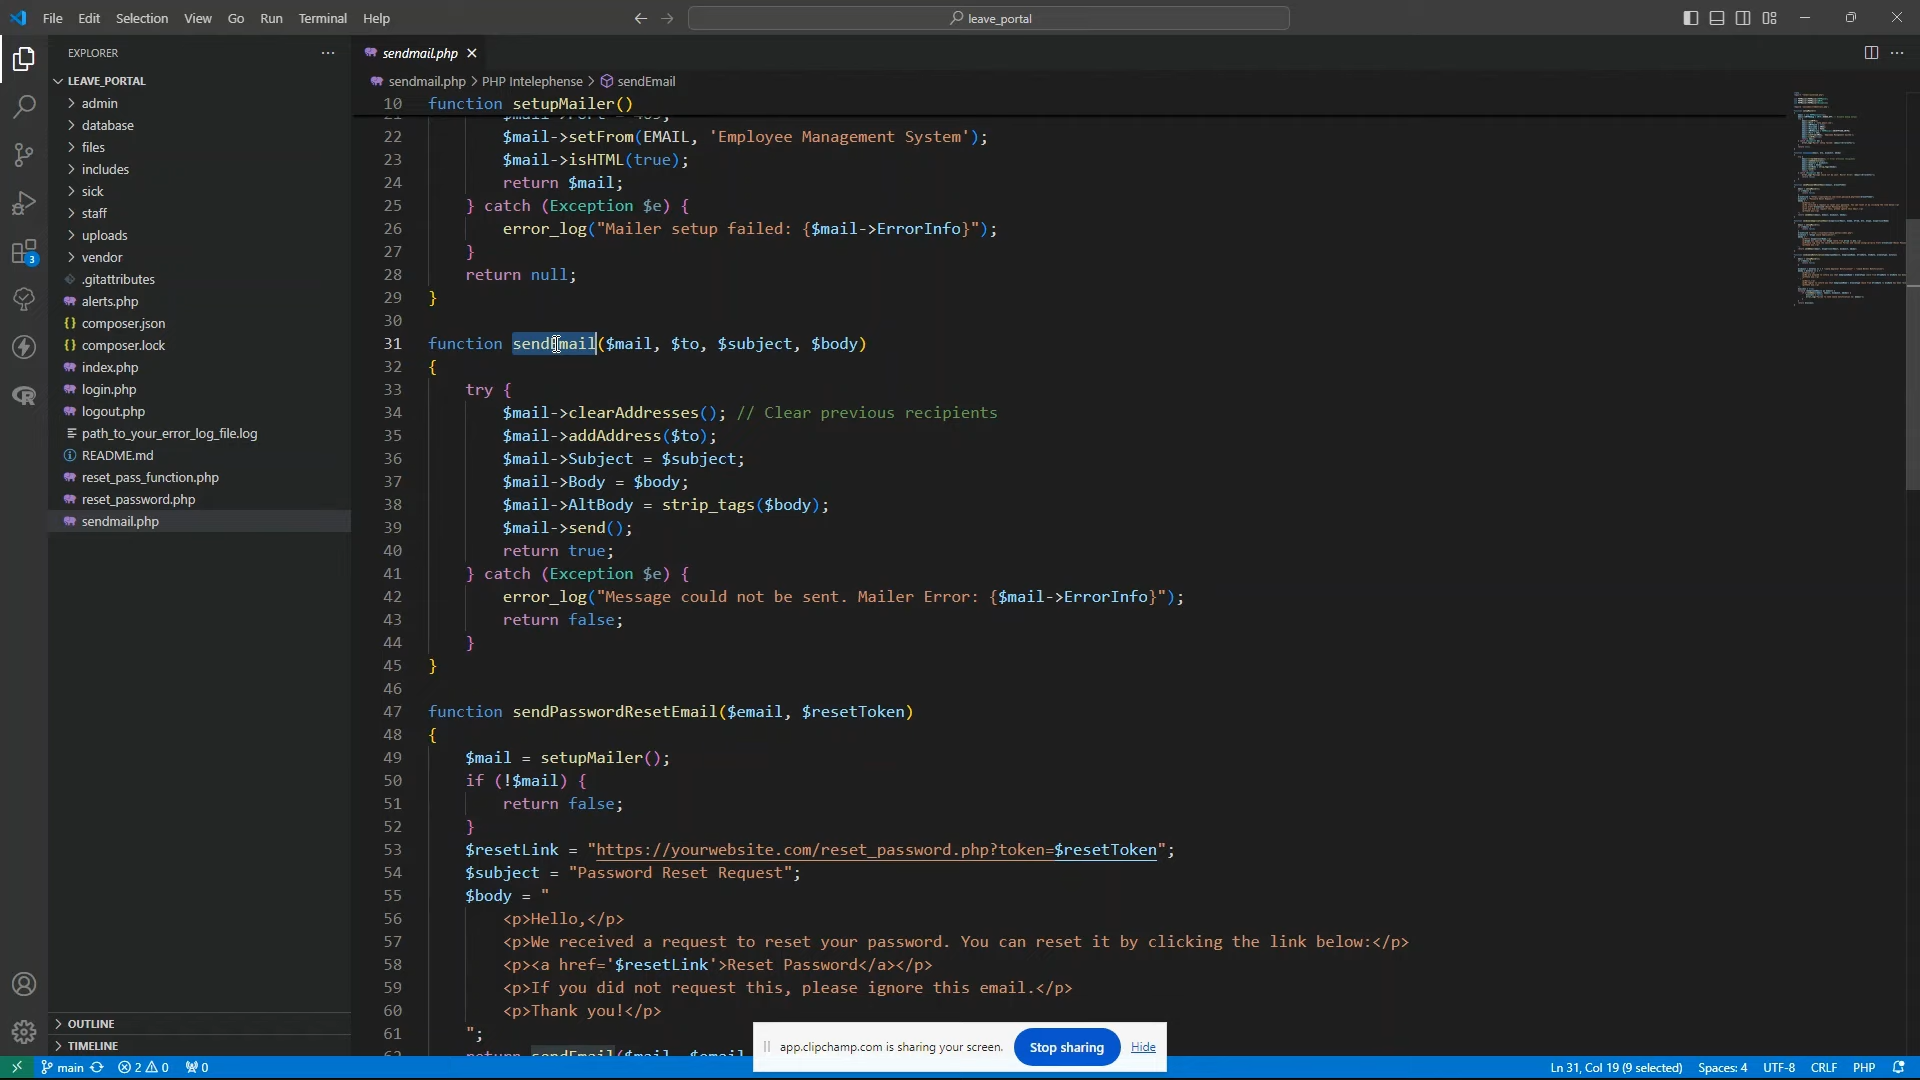 File Edit Selection View Go Run Terminal Help
leave_portal
EXPLORER
LEAVE_PORTAL
admin
database
files
includes
sick
staff
uploads
vendor
.gitattributes
alerts.php
composer.json
composer.lock
index.php
login.php
logout.php
path_to_your_error_log_file.log
README.md
reset_pass_function.php
reset_password.php
sendmail.php
OUTLINE
TIMELINE
3
sendmail.php
sendmail.php > PHP Intelephense > sendEmail
10 function setupMailer()
22 $mail->setFrom(EMAIL, 'Employee Management System');
23 $mail->isHTML(true);
24 return $mail;
25 } catch (Exception $e) {
26 error_log("Mailer setup failed: {$mail->ErrorInfo}");
27 }
28 return null;
29 }
30
31 function sendEmail($mail, $to, $subject, $body)
32 {
33 try {
34 $mail->clearAddresses(); // Clear previous recipients
35 $mail->addAddress($to);
36 $mail->Subject = $subject;
37 $mail->Body = $body;
38 $mail->AltBody = strip_tags($body);
39 $mail->send();
40 return true;
41 } catch (Exception $e) {
42 error_log("Message could not be sent. Mailer Error: {$mail->ErrorInfo}");
43 return false;
44 }
45 }
46
47 function sendPasswordResetEmail($email, $resetToken)
48 {
49 $mail = setupMailer();
50 if (!$mail) {
51 return false;
52 }
53 $resetLink = "https://yourwebsite.com/reset_password.php?token=$resetToken";
54 $subject = "Password Reset Request";
55 $body = "
56 <p>Hello,</p>
57 <p>We received a request to reset your password. You can reset it by clicking the link below:</p>
58 <p><a href='$resetLink'>Reset Password</a></p>
59 <p>If you did not request this, please ignore this email.</p>
60 <p>Thank you!</p>
61 ";
app.clipchamp.com is sharing your screen. Stop sharing Hide
main 2 0 0 Ln 31, Col 19 (9 selected) Spaces: 4 UTF-8 CRLF PHP